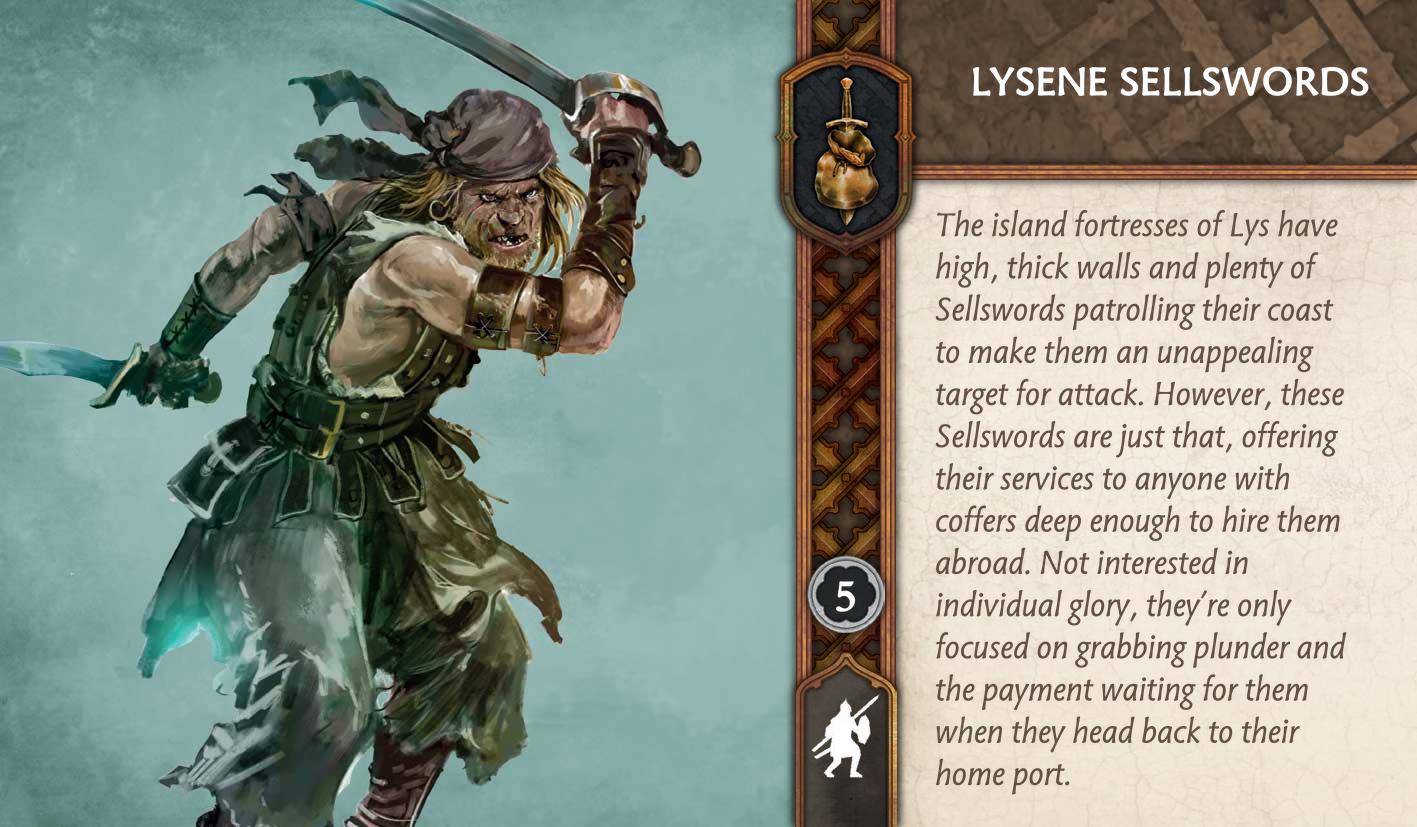 LYSENE SELLSWORDS
The island fortresses of Lys have
high, thick walls and plenty of
Sellswords patrolling their coast
to make them an unappealing
target for attack. However, these
Sellswords are just that, offering
their services to anyone with
coffers deep enough to hire them
abroad. Not interested in
individual glory, they’re only
focused on grabbing plunder and
the payment waiting for them
when they head back to their
home port.
5